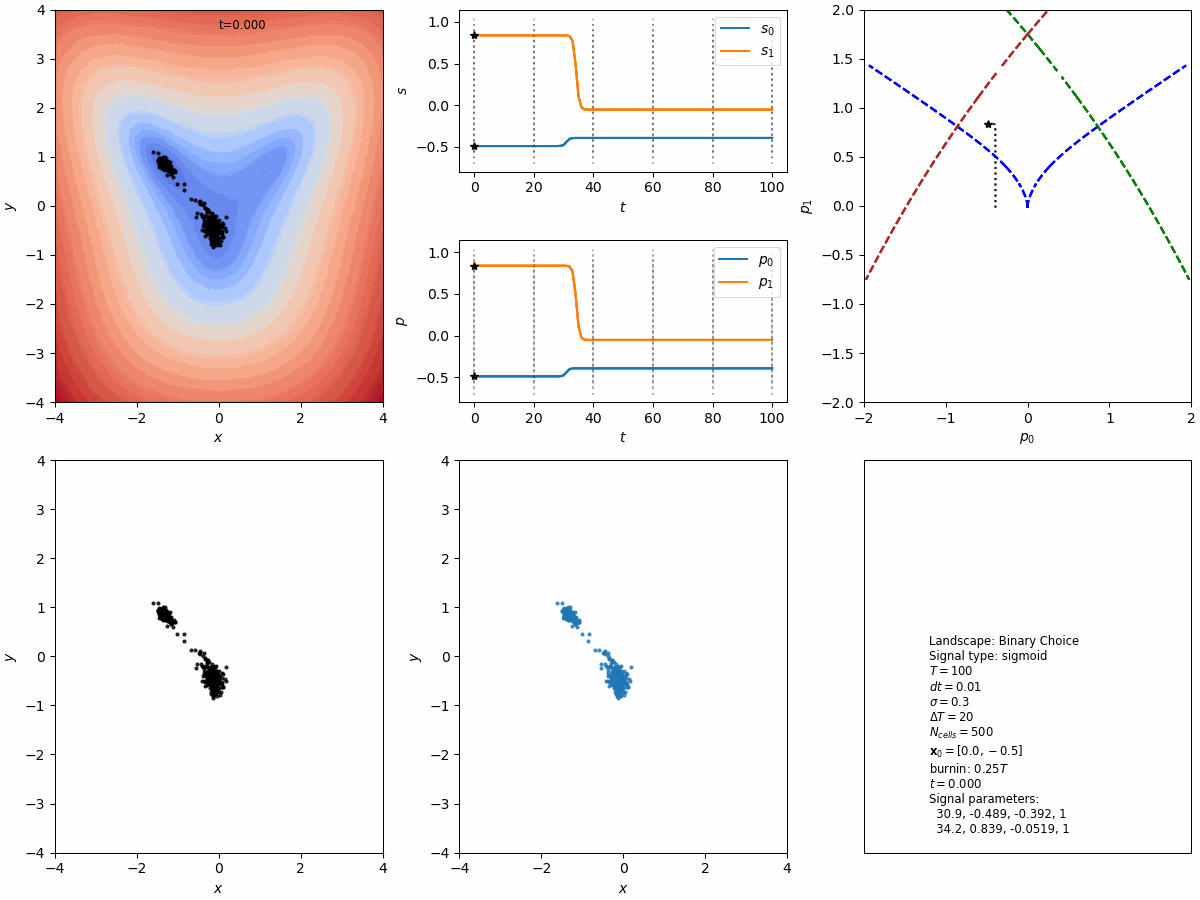 t=0.000
4
3
2
1
0
−1
−2
−3
−4
y
−4 −2 0 2 4
x
1.0
0.5
0.0
−0.5
s
s0
s1
0 20 40 60 80 100
t
1.0
0.5
0.0
−0.5
p
p0
p1
0 20 40 60 80 100
t
2.0
1.5
1.0
0.5
0.0
−0.5
−1.0
−1.5
−2.0
p1
−2 −1 0 1 2
p0
4
3
2
1
0
−1
−2
−3
−4
y
−4 −2 0 2 4
x
4
3
2
1
0
−1
−2
−3
−4
y
−4 −2 0 2 4
x
Landscape: Binary Choice
Signal type: sigmoid
T = 100
dt = 0.01
σ = 0.3
ΔT = 20
Ncells = 500
x0 = [0.0, −0.5]
burnin: 0.25T
t = 0.000
Signal parameters:
30.9, -0.489, -0.392, 1
34.2, 0.839, -0.0519, 1